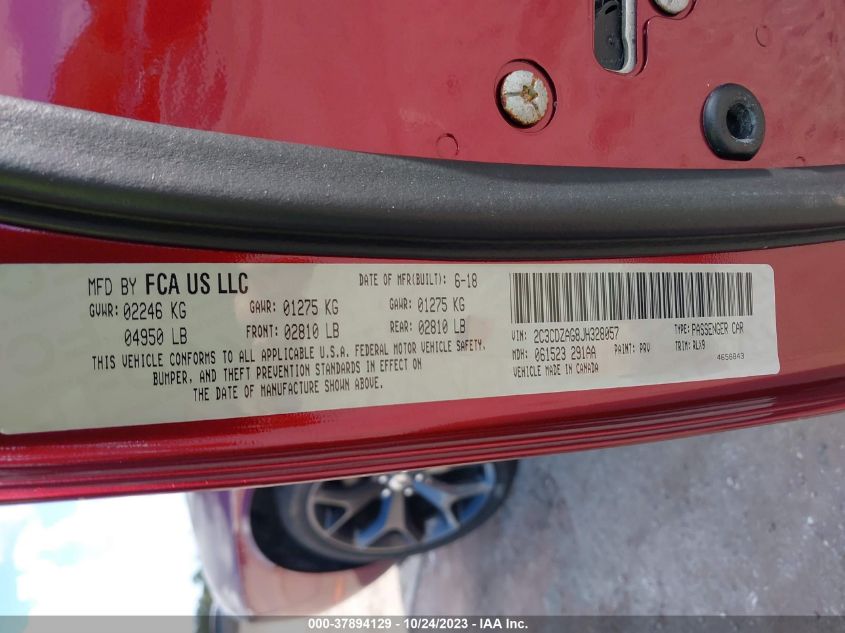 MFD BY FCA US LLC
DATE OF MFR(BUILT): 6-18
GVWR: 02246 KG GAWR: 01275 KG GAWR: 01275 KG
04950 LB FRONT: 02810 LB REAR: 02810 LB
THIS VEHICLE CONFORMS TO ALL APPLICABLE U.S.A. FEDERAL MOTOR VEHICLE SAFETY,
BUMPER, AND THEFT PREVENTION STANDARDS IN EFFECT ON
THE DATE OF MANUFACTURE SHOWN ABOVE.
VIN: 2C3CDZAG8JH328057 TYPE: PASSENGER CAR
MDH: 061523 291AA PAINT: PRV TRIM: RLX9
VEHICLE MADE IN CANADA 4656843
000-37894129 - 10/24/2023 - IAA Inc.